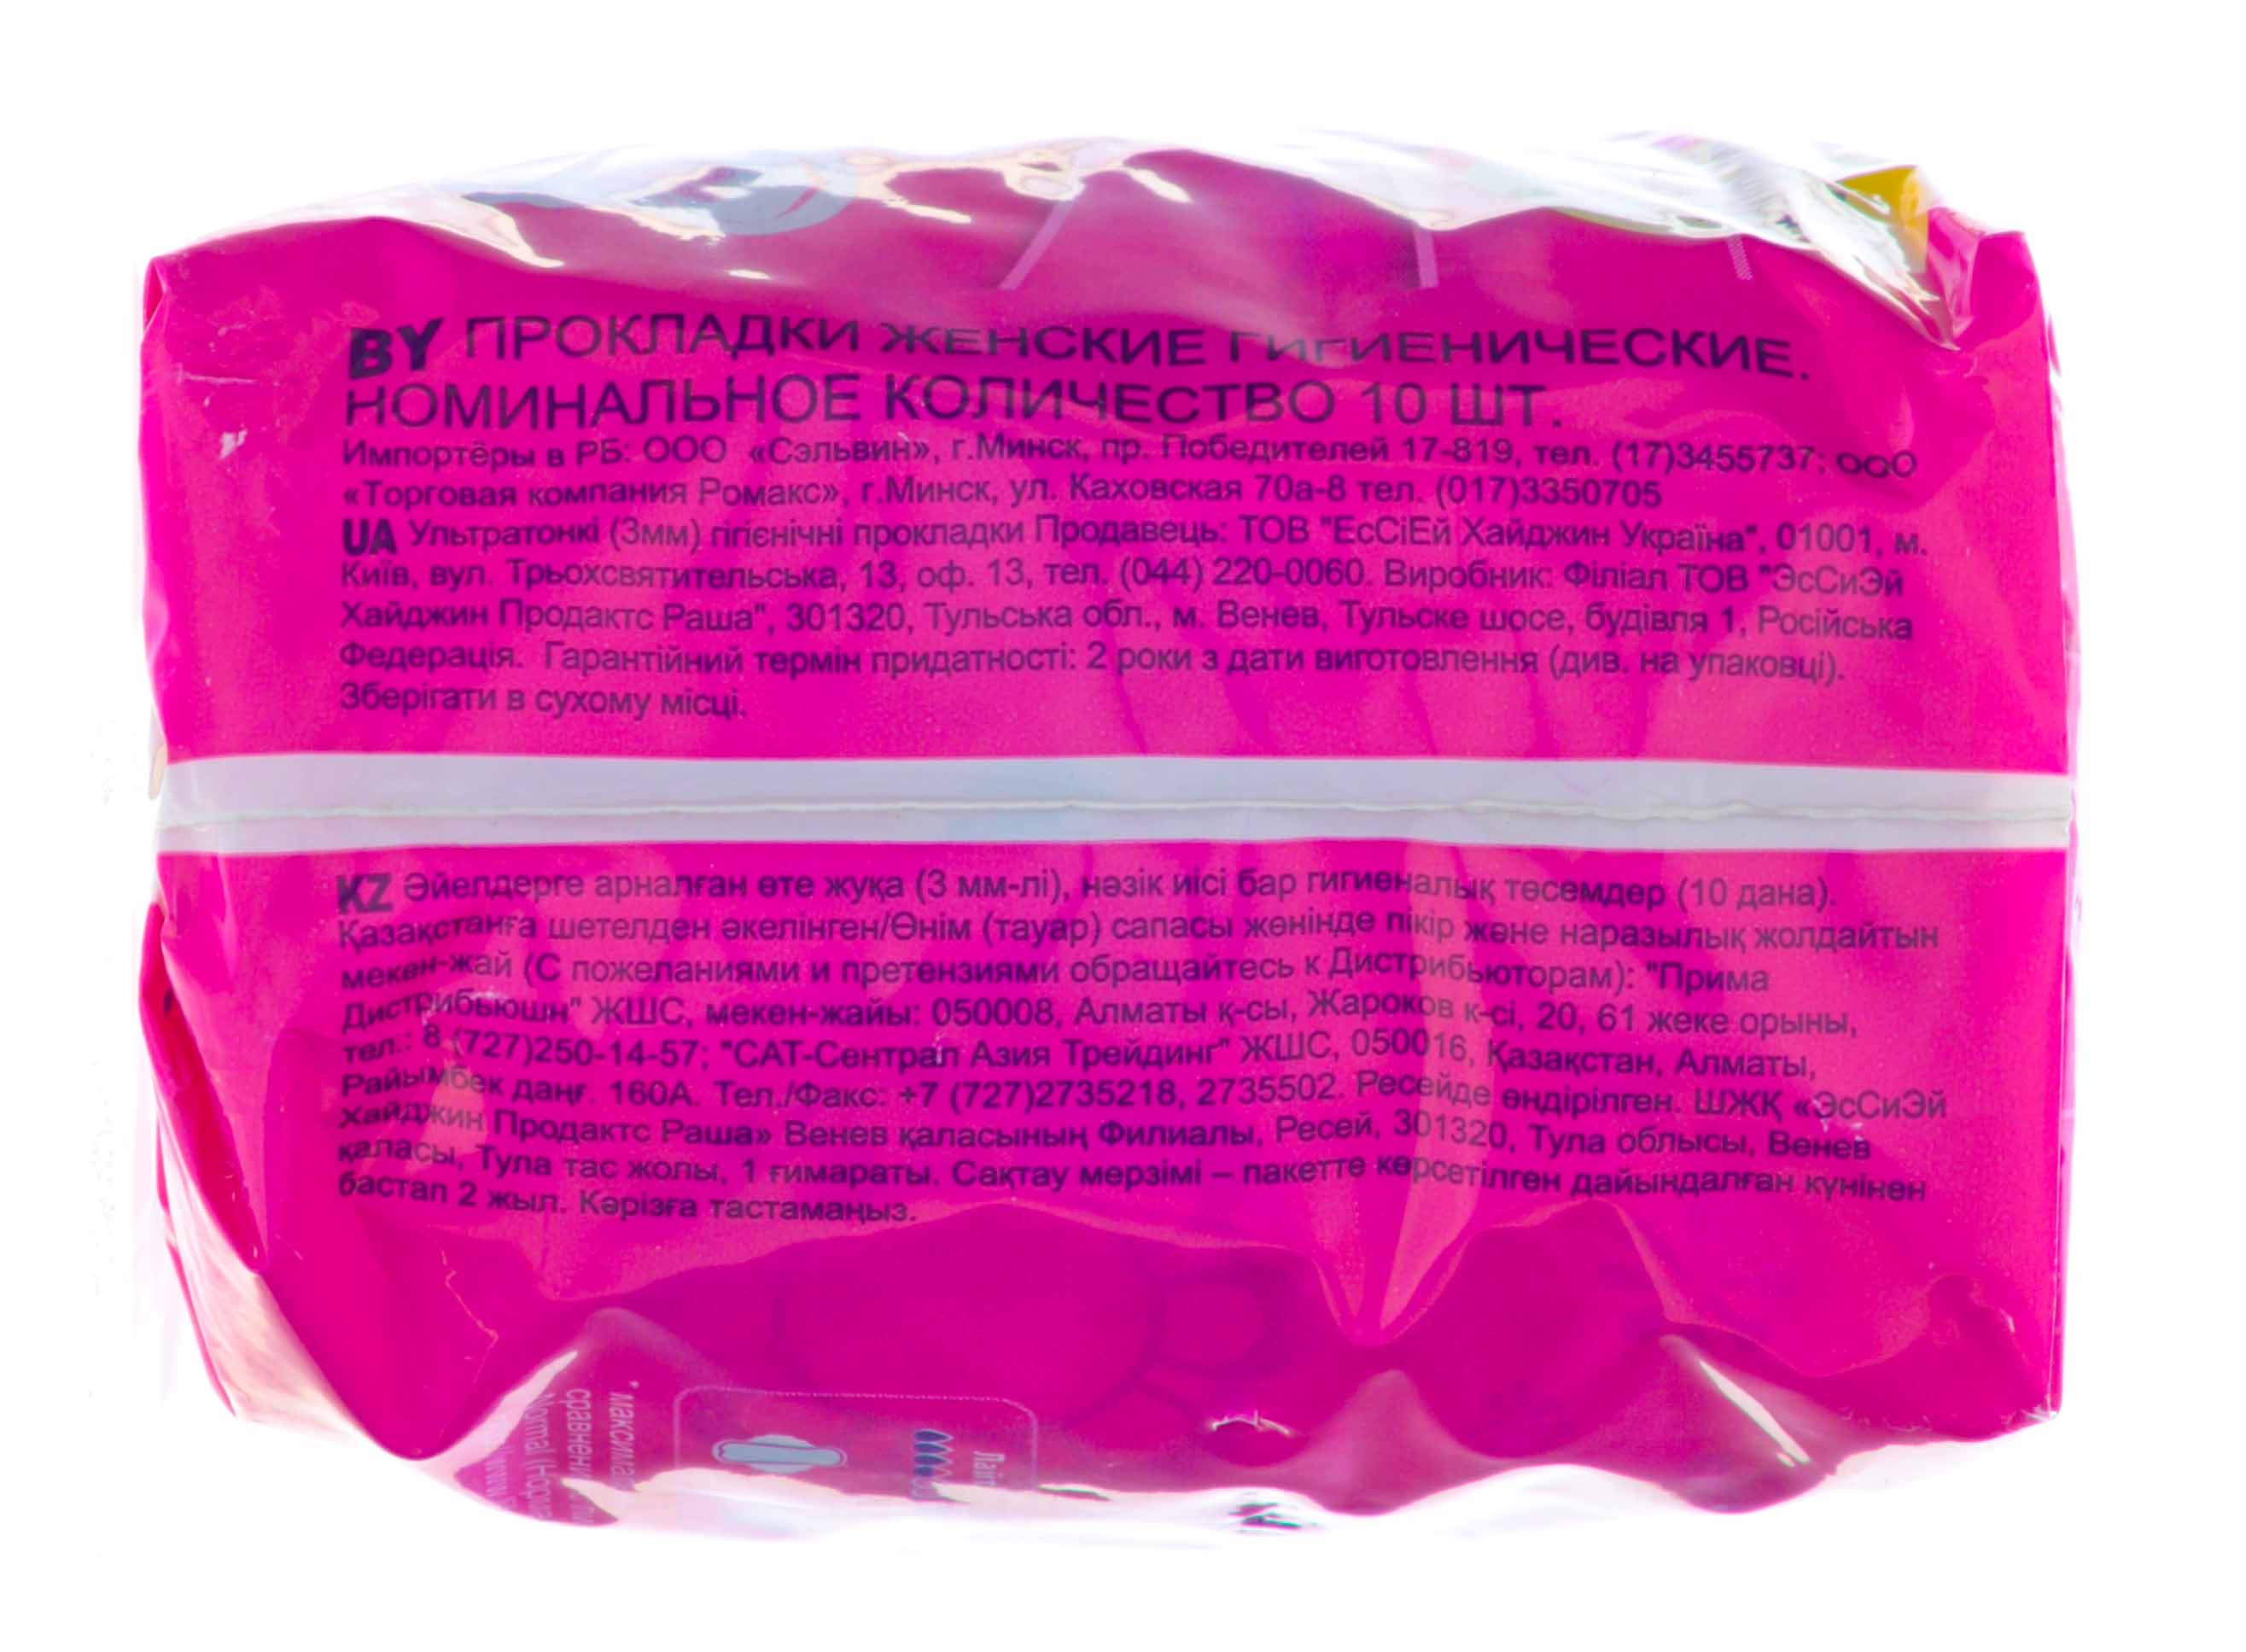 BY ПРОКЛАДКИ ЖЕНСКИЕ ГИГИЕНИЧЕСКИЕ.
НОМИНАЛЬНОЕ КОЛИЧЕСТВО 10 ШТ.
Импортёры в РБ: ООО «Сэльвин», г.Минск, пр. Победителей 17-819, тел. (17)3455737; ООО
«Торговая компания Ромакс», г.Минск, ул. Каховская 70а-8 тел. (017)3350705
UA Ультратонкі (3мм) гігієнічні прокладки Продавець: ТОВ "ЕсСіЕй Хайджин Україна", 01001, м.
Київ, вул. Трьохсвятительська, 13, оф. 13, тел. (044) 220-0060. Виробник: Філіал ТОВ "ЭсСиЭй
Хайджин Продактс Раша", 301320, Тульська обл., м. Венев, Тульске шосе, будівля 1, Російська
Федерація. Гарантійний термін придатності: 2 роки з дати виготовлення (див. на упаковці).
Зберігати в сухому місці.
KZ Әйелдерге арналған өте жуқа (3 мм-лі), нәзік иісі бар гигиеналық төсемдер (10 дана).
Қазақстанға шетелден әкелінген/Өнім (тауар) сапасы жөнінде пікір және наразылық жолдайтын
мекен-жай (С пожеланиями и претензиями обращайтесь к Дистрибьюторам): "Прима
Дистрибьюшн" ЖШС, мекен-жайы: 050008, Алматы қ-сы, Жароков к-сі, 20, 61 жеке орыны,
тел.: 8 (727)250-14-57; "САТ-Сентрал Азия Трейдинг" ЖШС, 050016, Қазақстан, Алматы,
Райымбек даңғ. 160А. Тел./Факс: +7 (727)2735218, 2735502. Ресейде өндірілген. ШЖҚ «ЭсСиЭй
Хайджин Продактс Раша» Венев қаласының Филиалы, Ресей, 301320, Тула облысы, Венев
қаласы, Тула тас жолы, 1 ғимараты. Сақтау мерзімі – пакетте көрсетілген дайындалған күнінен
бастап 2 жыл. Кәрізға тастамаңыз.